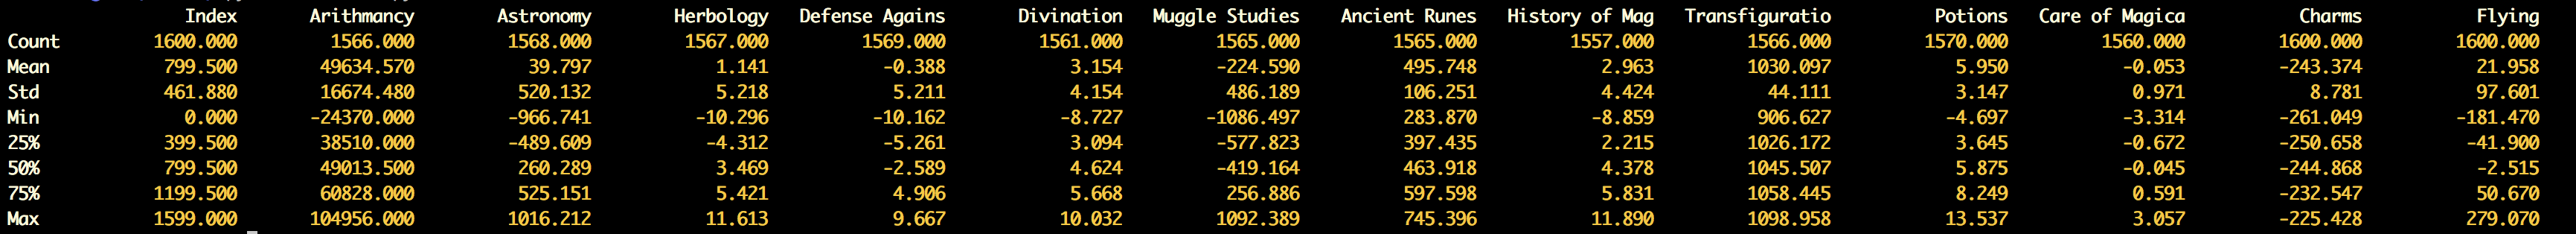 Index Arithmancy Astronomy Herbology Defense Agains Divination Muggle Studies Ancient Runes History of Mag Transfiguratio Potions Care of Magica Charms Flying
Count 1600.000 1566.000 1568.000 1567.000 1569.000 1561.000 1565.000 1565.000 1557.000 1566.000 1570.000 1560.000 1600.000 1600.000
Mean 799.500 49634.570 39.797 1.141 -0.388 3.154 -224.590 495.748 2.963 1030.097 5.950 -0.053 -243.374 21.958
Std 461.880 16674.480 520.132 5.218 5.211 4.154 486.189 106.251 4.424 44.111 3.147 0.971 8.781 97.601
Min 0.000 -24370.000 -966.741 -10.296 -10.162 -8.727 -1086.497 283.870 -8.859 906.627 -4.697 -3.314 -261.049 -181.470
25% 399.500 38510.000 -489.609 -4.312 -5.261 3.094 -577.823 397.435 2.215 1026.172 3.645 -0.672 -250.658 -41.900
50% 799.500 49013.500 260.289 3.469 -2.589 4.624 -419.164 463.918 4.378 1045.507 5.875 -0.045 -244.868 -2.515
75% 1199.500 60828.000 525.151 5.421 4.906 5.668 256.886 597.598 5.831 1058.445 8.249 0.591 -232.547 50.670
Max 1599.000 104956.000 1016.212 11.613 9.667 10.032 1092.389 745.396 11.890 1098.958 13.537 3.057 -225.428 279.070